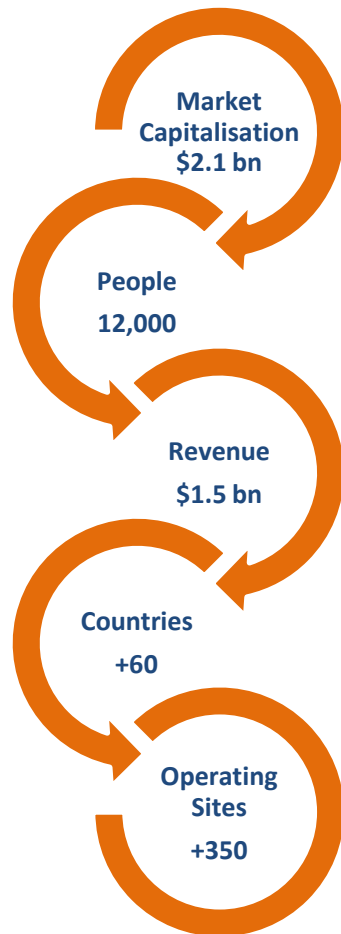 Market
Capitalisation
$2.1 bn
People
12,000
Revenue
$1.5 bn
Countries
+60
Operating
Sites
+350